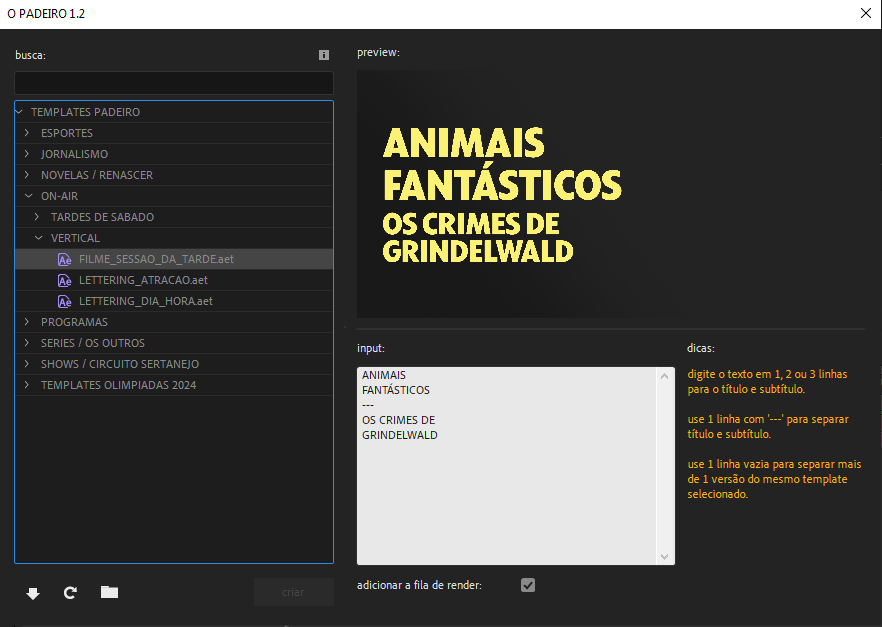 O PADEIRO 1.2
busca:
TEMPLATES PADEIRO
ESPORTES
JORNALISMO
NOVELAS / RENASCER
ON-AIR
TARDES DE SABADO
VERTICAL
Ae FILME_SESSAO_DA_TARDE.aet
Ae LETTERING_ATRACAO.aet
Ae LETTERING_DIA_HORA.aet
PROGRAMAS
SERIES / OS OUTROS
SHOWS / CIRCUITO SERTANEJO
TEMPLATES OLIMPIADAS 2024
criar
preview:
ANIMAIS
FANTÁSTICOS
OS CRIMES DE
GRINDELWALD
input:
ANIMAIS
FANTÁSTICOS
---
OS CRIMES DE
GRINDELWALD
adicionar a fila de render:
dicas:
digite o texto em 1, 2 ou 3 linhas
para o título e subtítulo.
use 1 linha com '---' para separar
título e subtítulo.
use 1 linha vazia para separar mais
de 1 versão do mesmo template
selecionado.